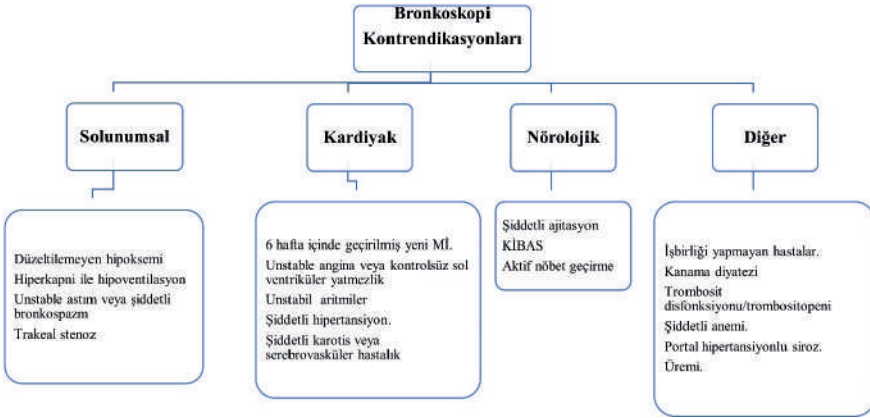 Bronkoskopi
Kontrendikasyonları
Solunumsal
Kardiyak
Nörolojik
Diğer
Düzeltilemeyen hipoksemi
Hiperkapni ile hipoventilasyon
Unstable astım veya şiddetli
bronkospazm
Trakeal stenoz
6 hafta içinde geçirilmiş yeni Mİ.
Unstable angina veya kontrolsüz sol
ventriküler yatmezlik
Unstabil aritmiler
Şiddetli hipertansiyon.
Şiddetli karotis veya
serebrovasküler hastalık
Şiddetli ajitasyon
KİBAS
Aktif nöbet geçirme
İşbirliği yapmayan hastalar.
Kanama diyatezi
Trombosit
disfonksiyonu/trombositopeni
Şiddetli anemi.
Portal hipertansiyonlu siroz.
Üremi.